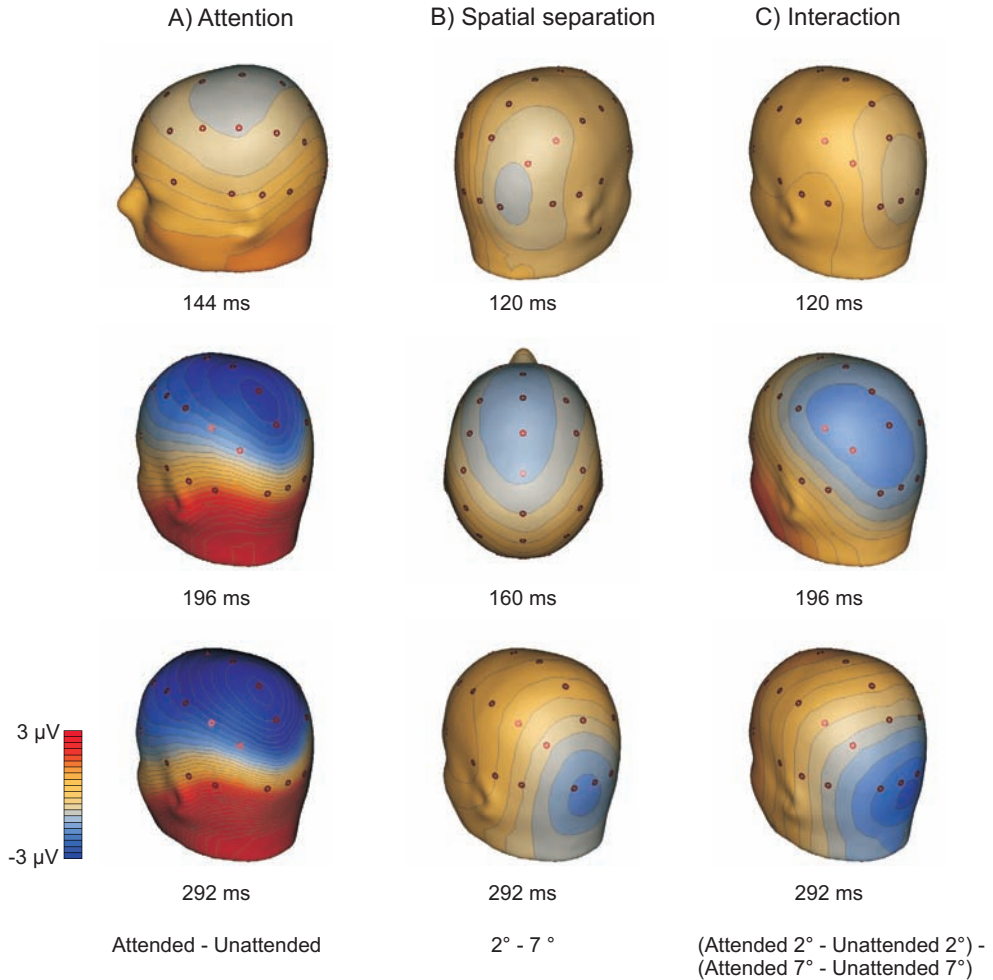 A) Attention
B) Spatial separation
C) Interaction
144 ms
120 ms
120 ms
196 ms
160 ms
196 ms
3 µV
-3 µV
292 ms
292 ms
292 ms
Attended - Unattended
2° - 7 °
(Attended 2° - Unattended 2°) -
(Attended 7° - Unattended 7°)